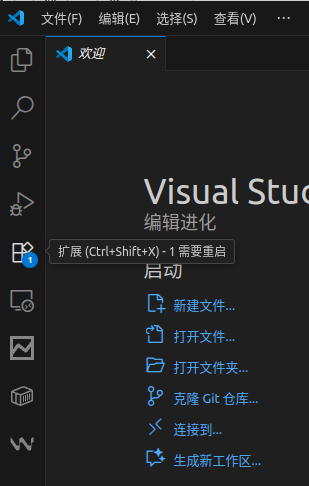 文件(F) 编辑(E) 选择(S) 查看(V) ···
欢迎
Visual Stu
编辑进化
1
扩展 (Ctrl+Shift+X) - 1 需要重启
启动
新建文件...
打开文件...
打开文件夹...
克隆 Git 仓库...
连接到...
生成新工作区...